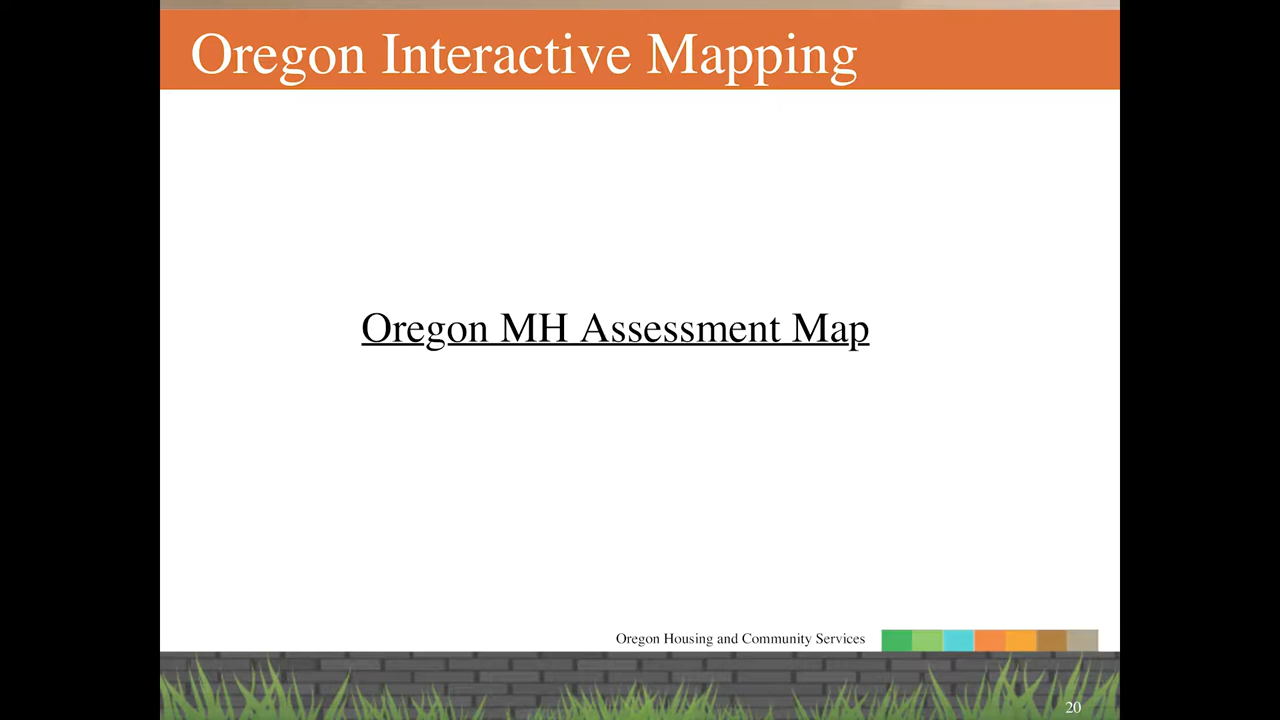 Oregon Interactive Mapping
Oregon MH Assessment Map
Oregon Housing and Community Services
20